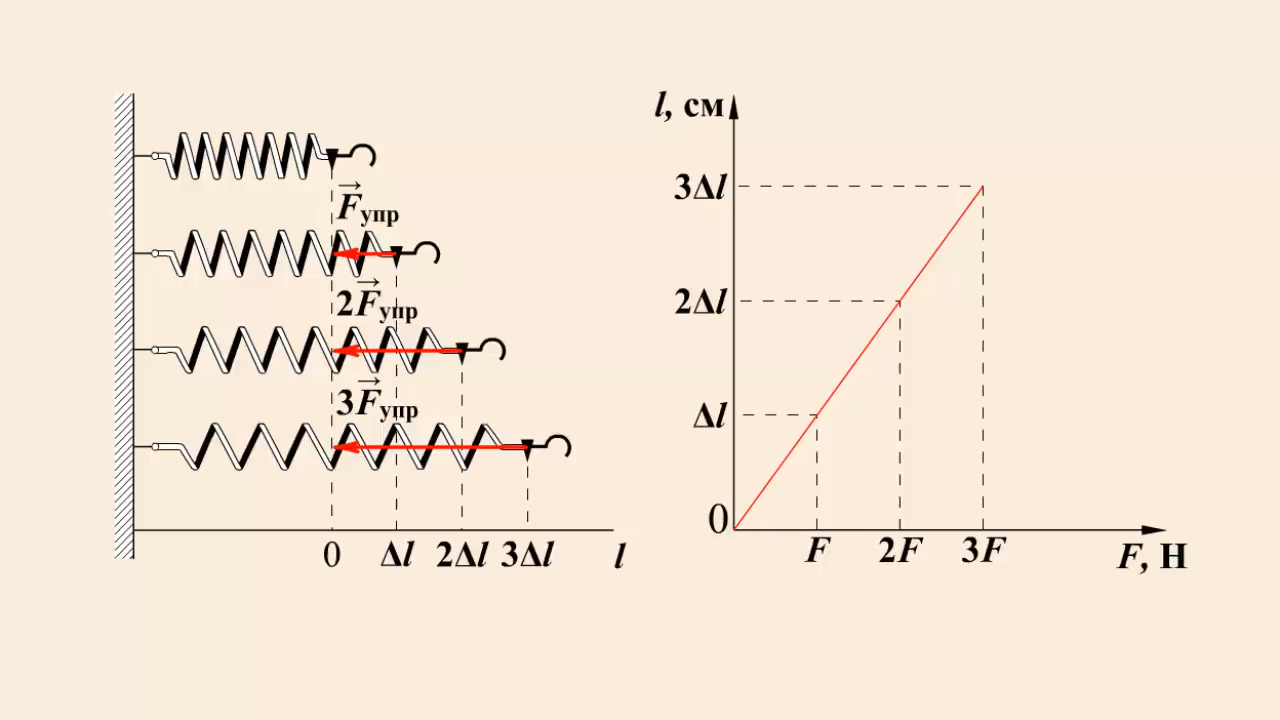 F⃗упр
2F⃗упр
3F⃗упр
0 Δl 2Δl 3Δl l
l, см
3Δl
2Δl
Δl
0
F 2F 3F F, Н